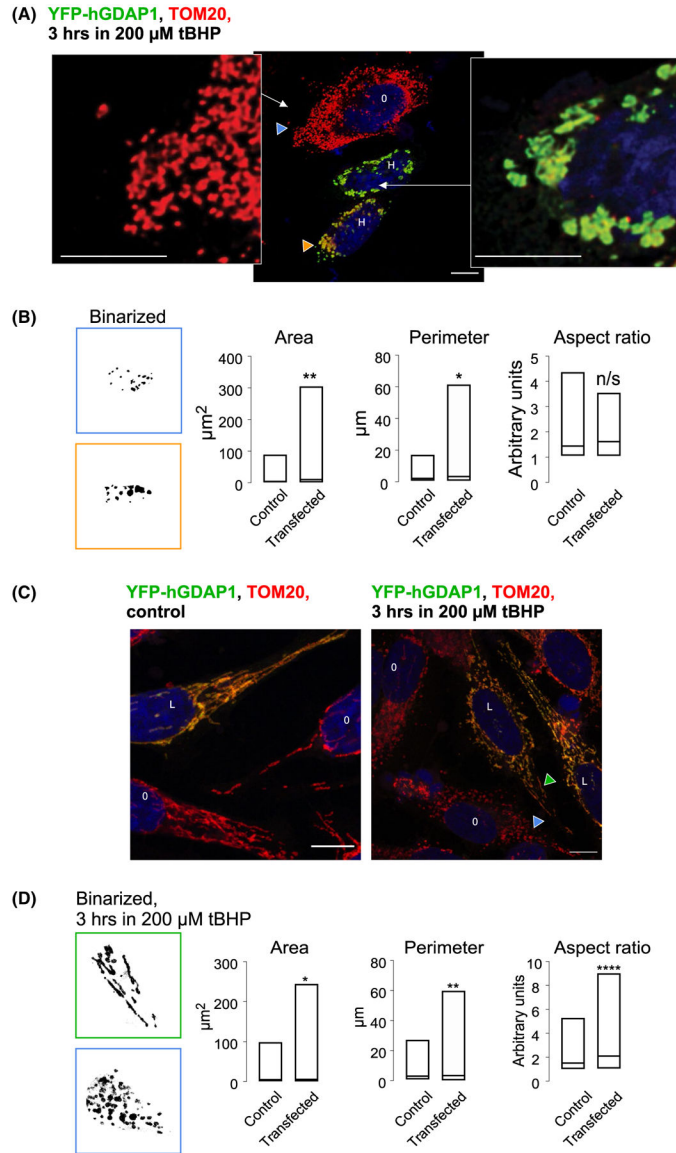 (A) YFP-hGDAP1, TOM20,
3 hrs in 200 µM tBHP
0
H
H
(B)
Binarized
Area
µm2
400
300
200
100
0
Control
Transfected
**
Perimeter
µm
80
60
40
20
0
Control
Transfected
*
Aspect ratio
Arbitrary units
5
4
3
2
1
0
Control
Transfected
n/s
(C)
YFP-hGDAP1, TOM20,
control
L
0
0
YFP-hGDAP1, TOM20,
3 hrs in 200 µM tBHP
0
L
L
0
(D)
Binarized,
3 hrs in 200 µM tBHP
Area
µm2
300
200
100
0
Control
Transfected
*
Perimeter
µm
80
60
40
20
0
Control
Transfected
**
Aspect ratio
Arbitrary units
10
8
6
4
2
0
Control
Transfected
****